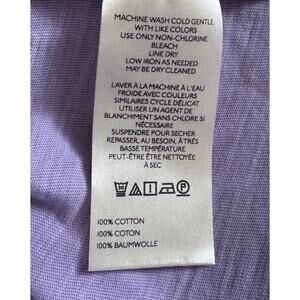 MACHINE WASH COLD GENTLE
WITH LIKE COLORS
USE ONLY NON-CHLORINE
BLEACH
LINE DRY
LOW IRON AS NEEDED
MAY BE DRY CLEANED
LAVER À LA MACHINE À L'EAU
FROIDE AVEC COULEURS
SIMILAIRES CYCLE DÉLICAT
UTILISER UN AGENT DE
BLANCHIMENT SANS CHLORE SI
NÉCESSAIRE
SUSPENDRE POUR SECHER
REPASSER, AU BESOIN, À TRÈS
BASSE TEMPÉRATURE
PEUT-ÊTRE ÊTRE NETTOYÉE
À SEC
P
100% COTTON
100% COTON
100% BAUMWOLLE